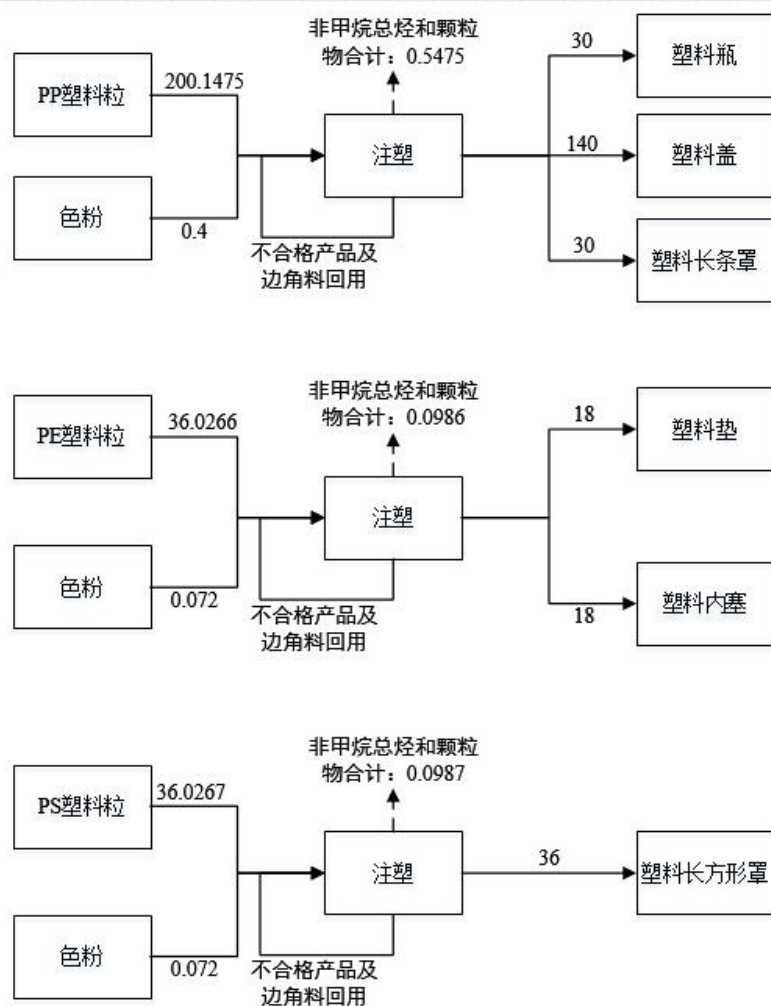 非甲烷总烃和颗粒
物合计：0.5475
30
塑料瓶
PP塑料粒
200.1475
注塑
140
塑料盖
色粉
0.4
不合格产品及
边角料回用
30
塑料长条罩
非甲烷总烃和颗粒
物合计：0.0986
PE塑料粒
36.0266
18
塑料垫
注塑
色粉
0.072
不合格产品及
边角料回用
18
塑料内塞
非甲烷总烃和颗粒
物合计：0.0987
PS塑料粒
36.0267
注塑
36
塑料长方形罩
色粉
0.072
不合格产品及
边角料回用